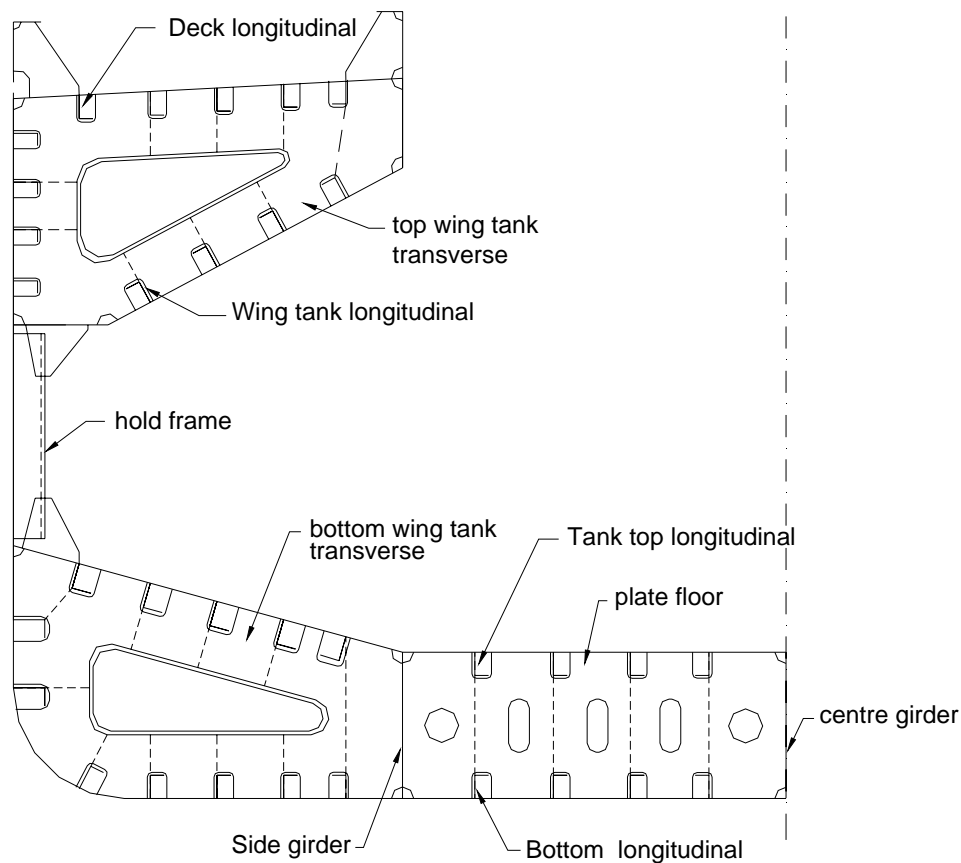 Deck longitudinal
top wing tank
transverse
Wing tank longitudinal
hold frame
bottom wing tank
transverse
Tank top longitudinal
plate floor
centre girder
Side girder
Bottom longitudinal